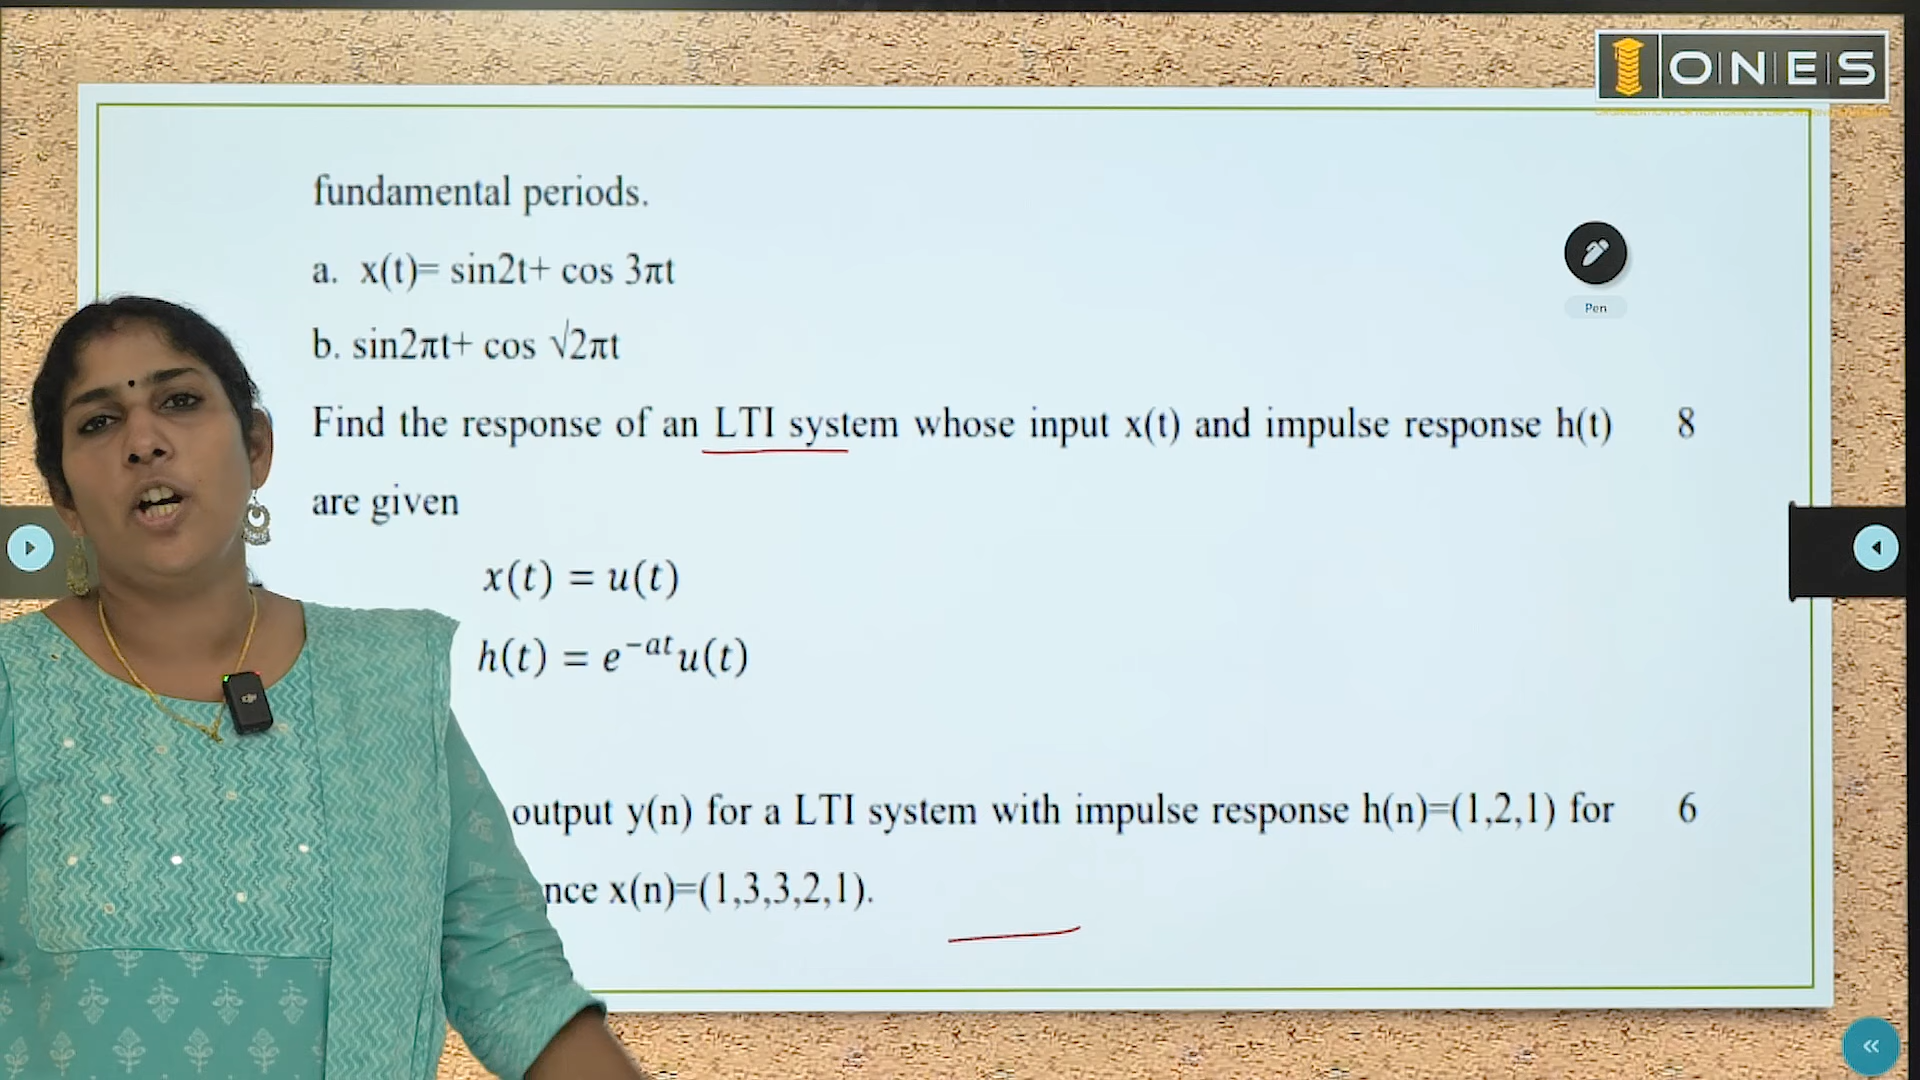 ONES
fundamental periods.
a. x(t)= sin2t+ cos 3πt
Pen
b. sin2πt+ cos √2πt
Find the response of an LTI system whose input x(t) and impulse response h(t) 8
are given
x(t) = u(t)
h(t) = e^{-at}u(t)
output y(n) for a LTI system with impulse response h(n)=(1,2,1) for 6
nce x(n)=(1,3,3,2,1).